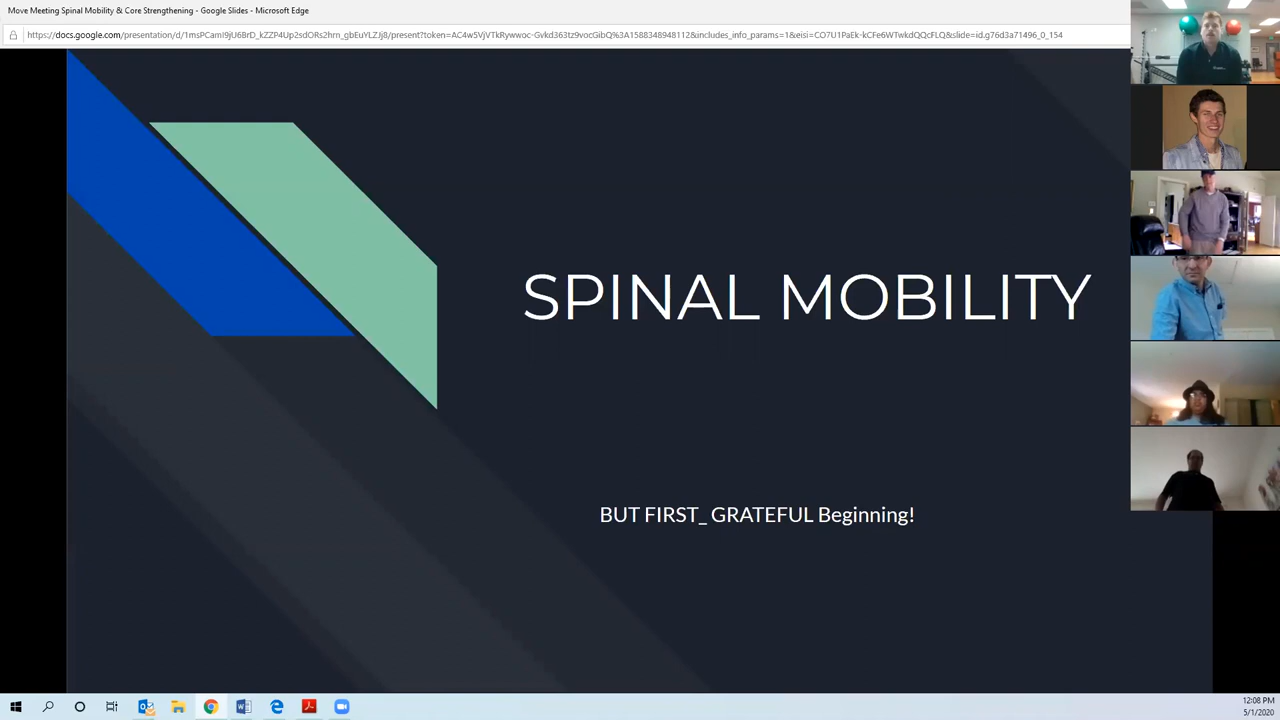 Move Meeting Spinal Mobility & Core Strengthening - Google Slides - Microsoft Edge
SPINAL MOBILITY
BUT FIRST_ GRATEFUL Beginning!
12:08 PM
5/1/2020